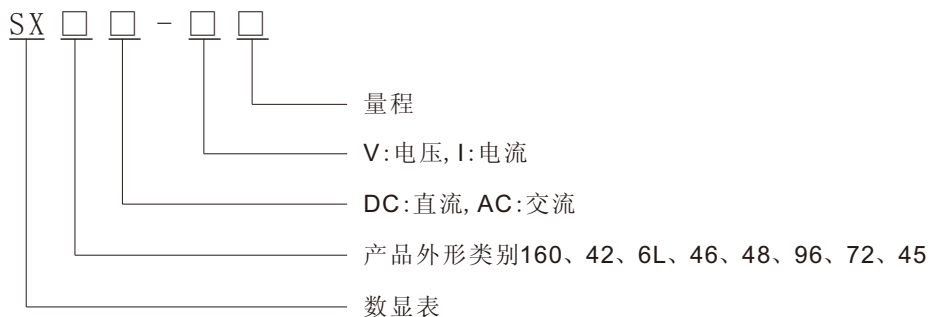 SX□□-□□
量程
V:电压,I:电流
DC:直流,AC:交流
产品外形类别160、42、6L、46、48、96、72、45
数显表